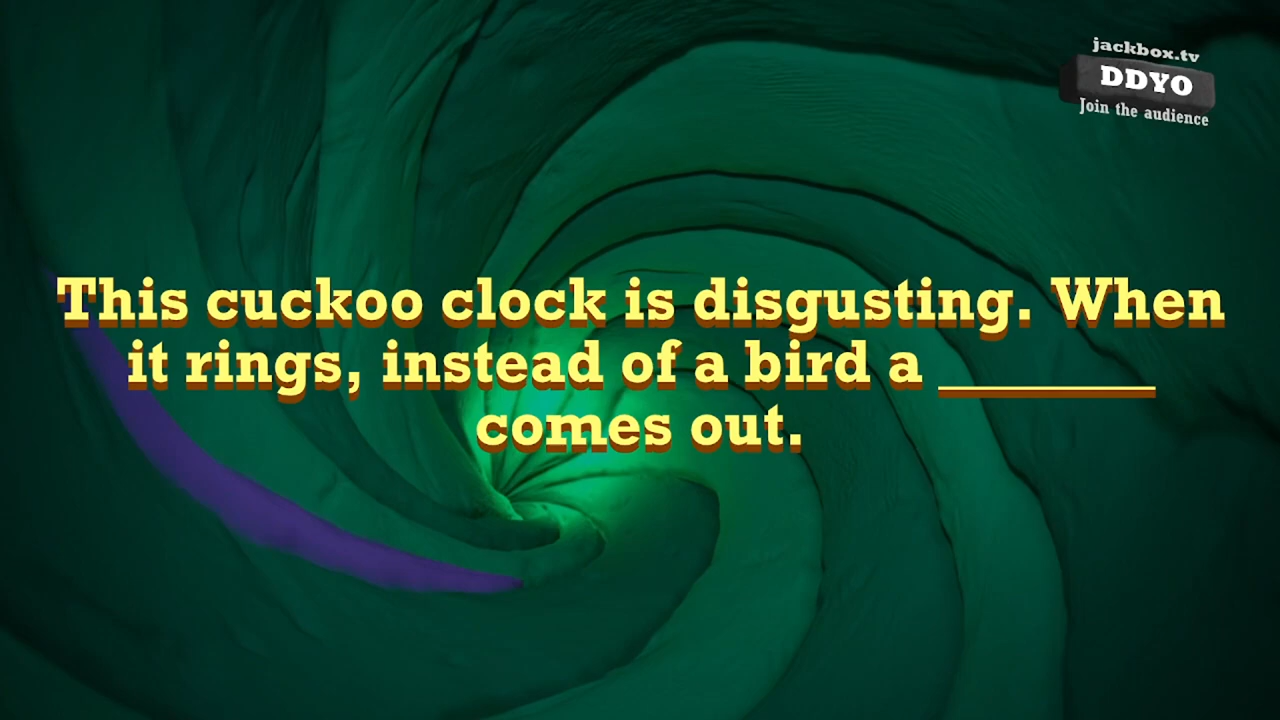 jackbox.tv
DDYO
Join the audience
This cuckoo clock is disgusting. When
it rings, instead of a bird a ________
comes out.